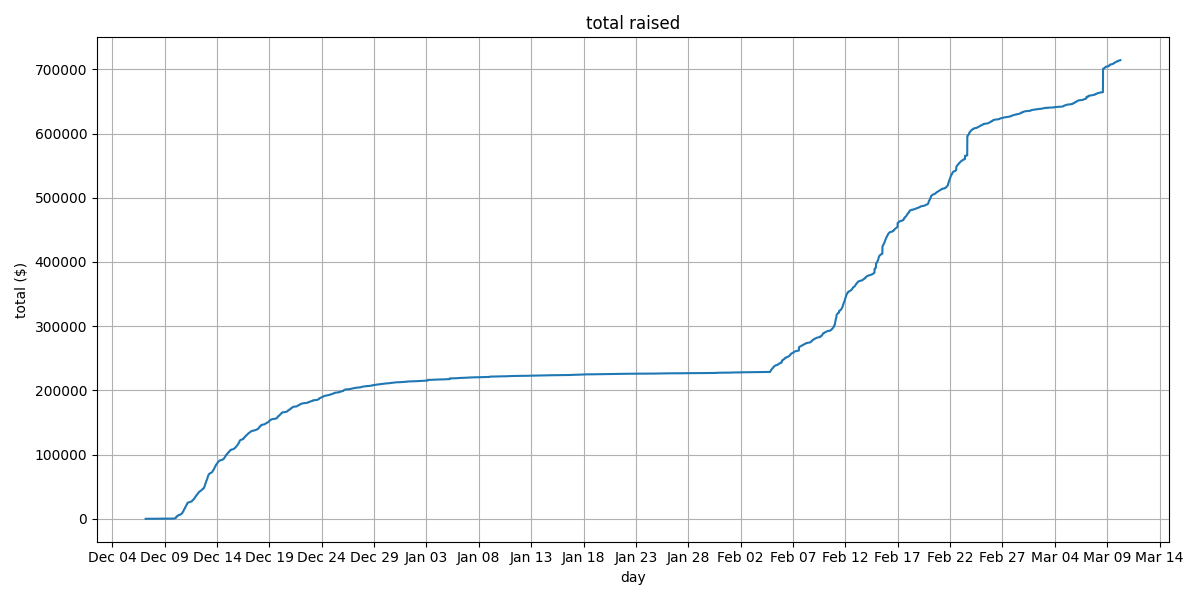 total raised
total ($)
700000
600000
500000
400000
300000
200000
100000
0
Dec 04 Dec 09 Dec 14 Dec 19 Dec 24 Dec 29 Jan 03 Jan 08 Jan 13 Jan 18 Jan 23 Jan 28 Feb 02 Feb 07 Feb 12 Feb 17 Feb 22 Feb 27 Mar 04 Mar 09 Mar 14
day